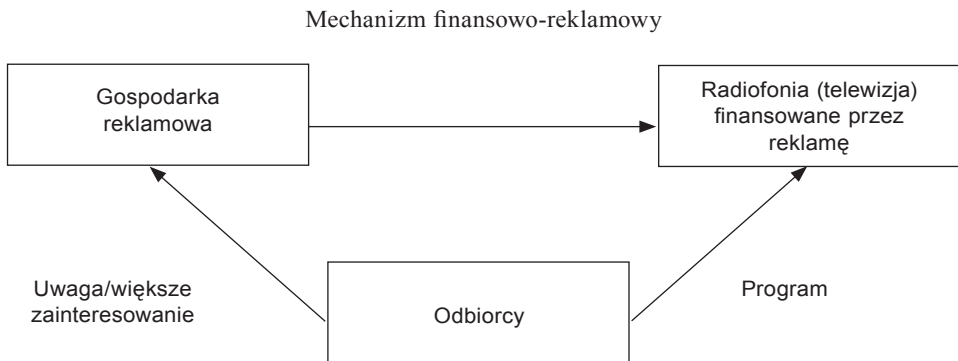 Mechanizm finansowo-reklamowy
Gospodarka
reklamowa
Radiofonia (telewizja)
finansowane przez
reklamę
Uwaga/większe
zainteresowanie
Odbiorcy
Program